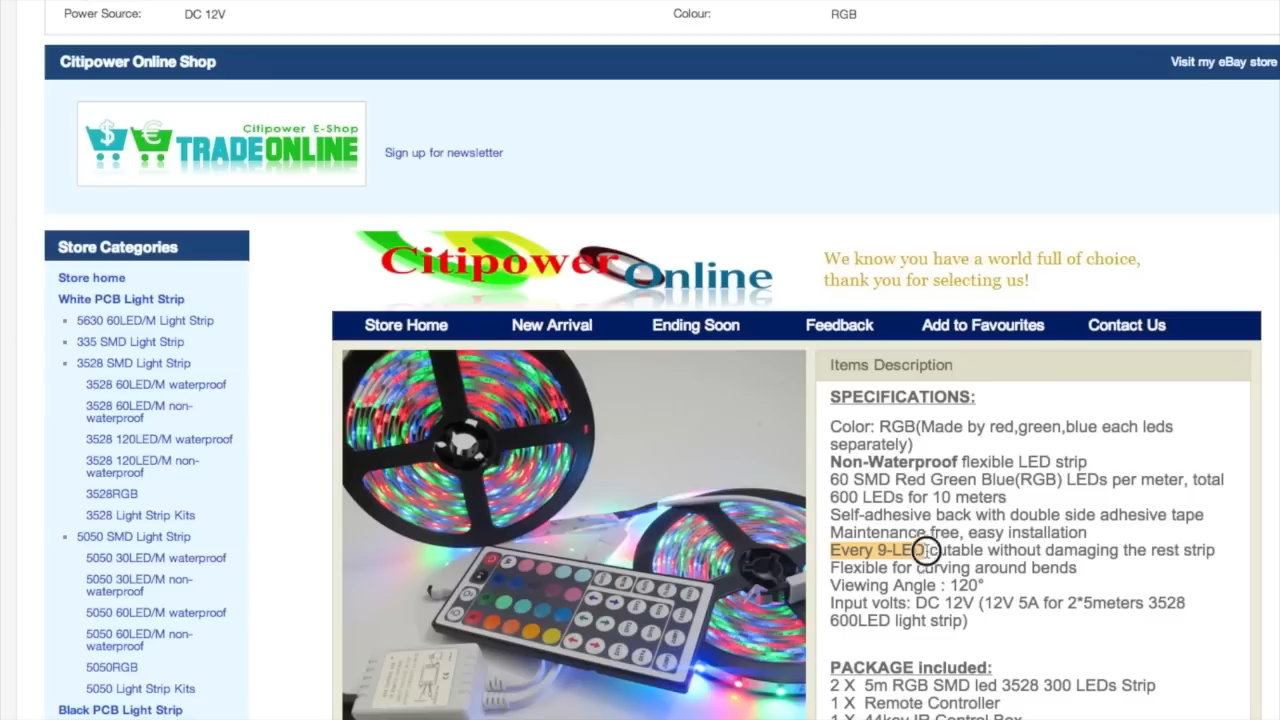 Power Source: DC 12V Colour: RGB
Citipower Online Shop Visit my eBay store
$ € Citipower E-Shop
TRADEONLINE
Sign up for newsletter
Store Categories
Store home
White PCB Light Strip
5630 60LED/M Light Strip
335 SMD Light Strip
3528 SMD Light Strip
3528 60LED/M waterproof
3528 60LED/M non-
waterproof
3528 120LED/M waterproof
3528 120LED/M non-
waterproof
3528RGB
3528 Light Strip Kits
5050 SMD Light Strip
5050 30LED/M waterproof
5050 30LED/M non-
waterproof
5050 60LED/M waterproof
5050 60LED/M non-
waterproof
5050RGB
5050 Light Strip Kits
Black PCB Light Strip
Citipower Online
We know you have a world full of choice,
thank you for selecting us!
Store Home New Arrival Ending Soon Feedback Add to Favourites Contact Us
Items Description
SPECIFICATIONS:
Color: RGB(Made by red,green,blue each leds
separately)
Non-Waterproof flexible LED strip
60 SMD Red Green Blue(RGB) LEDs per meter, total
600 LEDs for 10 meters
Self-adhesive back with double side adhesive tape
Maintenance free, easy installation
Every 9-LED cutable without damaging the rest strip
Flexible for curving around bends
Viewing Angle : 120°
Input volts: DC 12V (12V 5A for 2*5meters 3528
600LED light strip)
PACKAGE included:
2 X 5m RGB SMD led 3528 300 LEDs Strip
1 X Remote Controller
1 X 44key IR Control Box